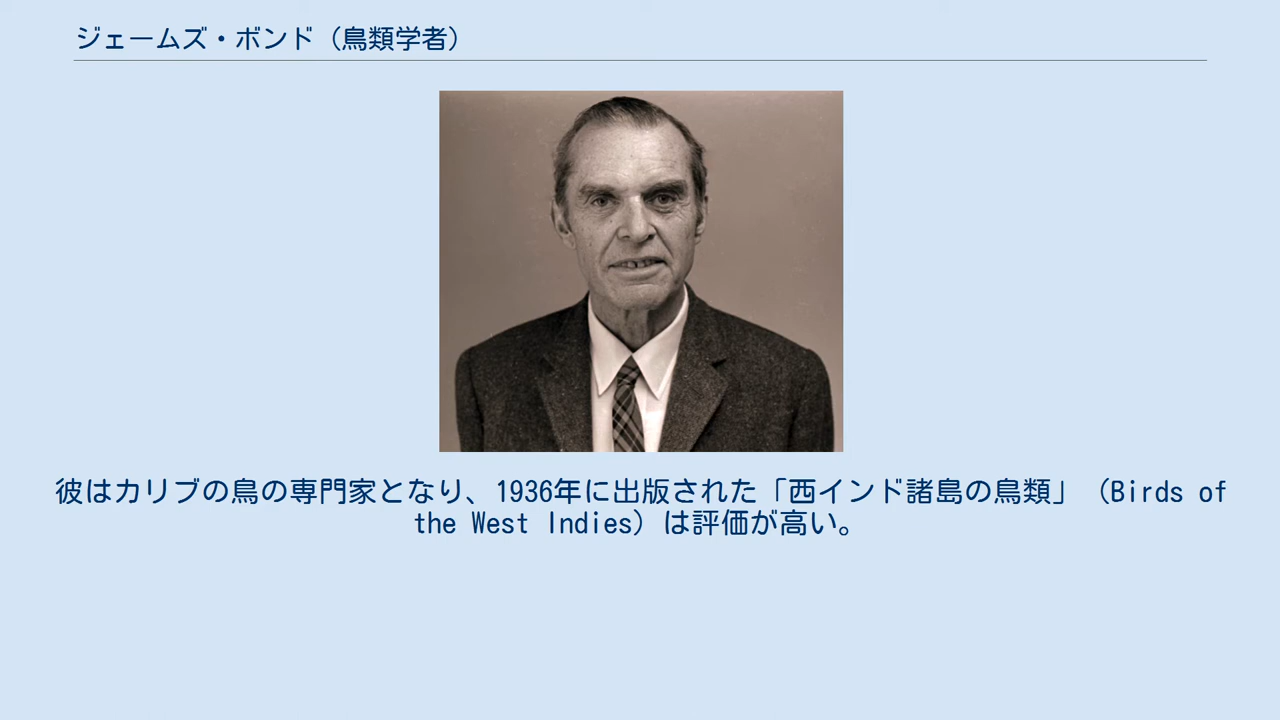 ジェームズ・ボンド（鳥類学者）
彼はカリブの鳥の専門家となり、1936年に出版された「西インド諸島の鳥類」（Birds of
the West Indies）は評価が高い。